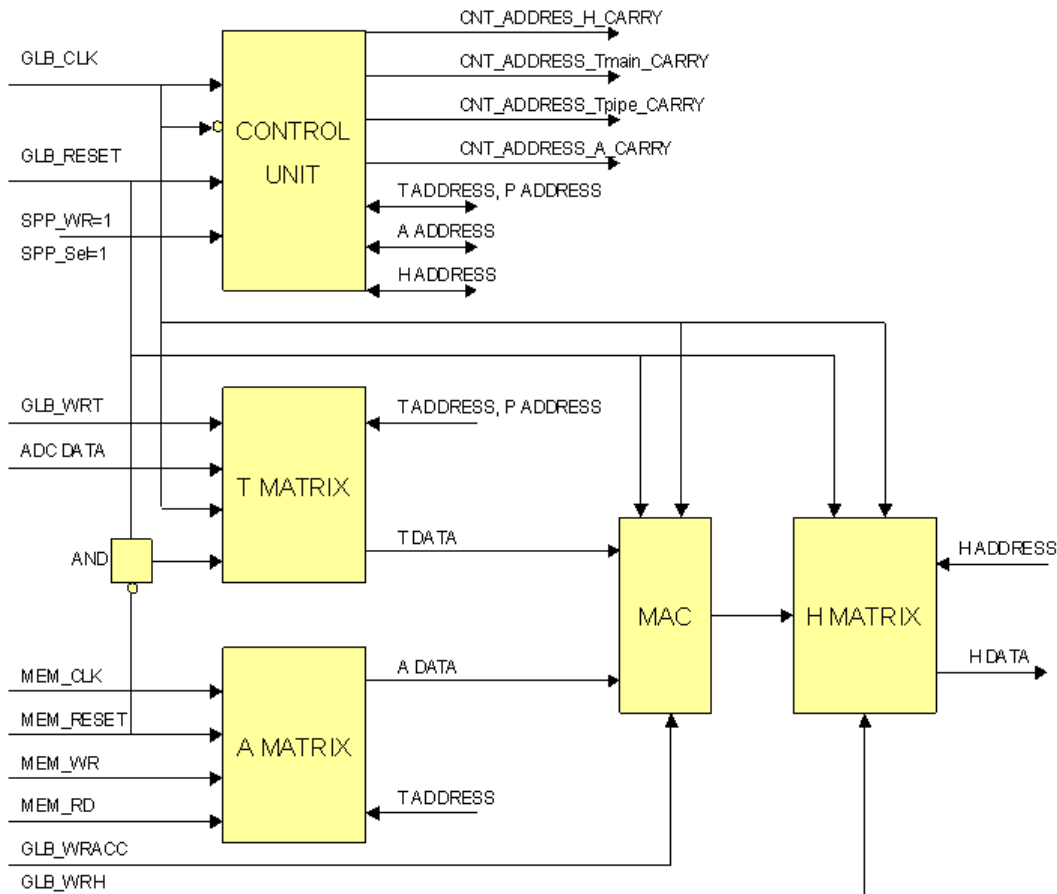 CNT_ADDRES_H_CARRY
GLB_CLK
CNT_ADDRESS_Tmain_CARRY
CNT_ADDRESS_Tpipe_CARRY
CONTROL
UNIT
GLB_RESET
CNT_ADDRESS_A_CARRY
T ADDRESS, P ADDRESS
SPP_WR=1
A ADDRESS
SPP_Sel=1
H ADDRESS
GLB_WRT
T ADDRESS, P ADDRESS
ADC DATA
T MATRIX
T DATA
AND
H ADDRESS
MAC
H MATRIX
H DATA
A DATA
MEM_CLK
MEM_RESET
A MATRIX
MEM_WR
T ADDRESS
MEM_RD
GLB_WRACC
GLB_WRH